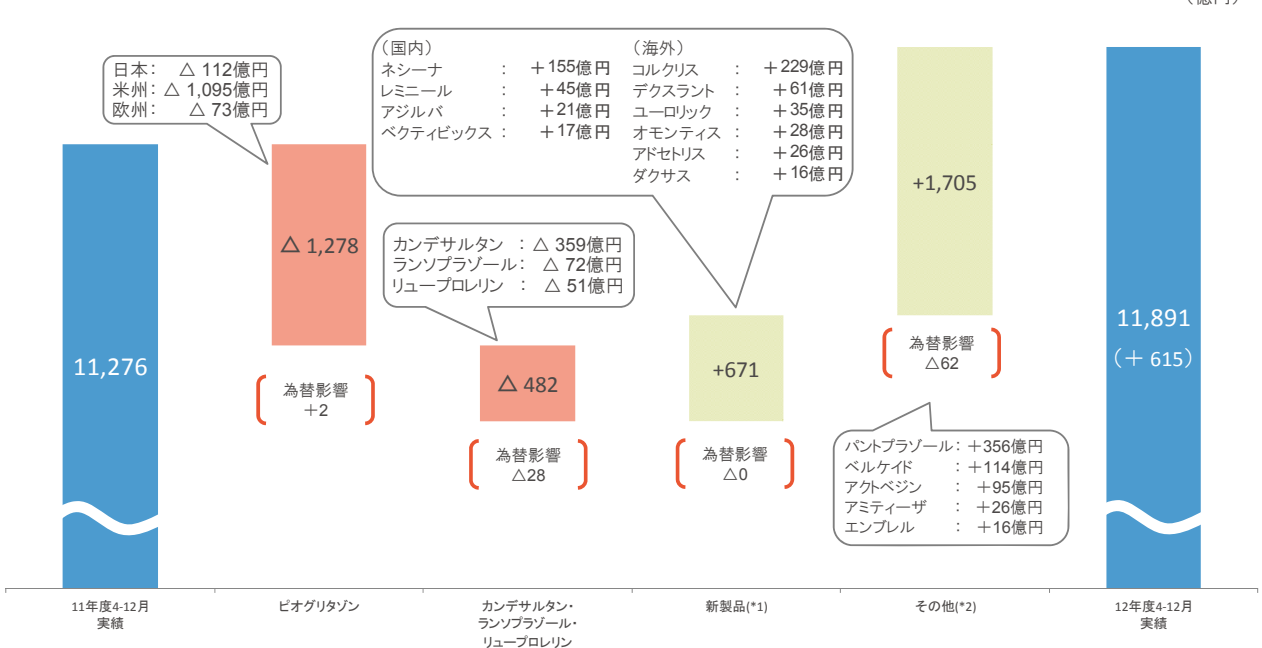 (億円)
日本： △ 112億円
米州： △ 1,095億円
欧州： △ 73億円
（国内）
ネシーナ ： ＋155億円
レミニール ： ＋45億円
アジルバ ： ＋21億円
ベクティビックス ： ＋17億円
（海外）
コルクリス ： ＋229億円
デクスラント ： ＋61億円
ユーロリック ： ＋35億円
オモンティス ： ＋28億円
アドセトリス ： ＋26億円
ダクサス ： ＋16億円
カンデサルタン ： △ 359億円
ランソプラゾール： △ 72億円
リュープロレリン ： △ 51億円
11,276
△ 1,278
為替影響
＋2
△ 482
為替影響
△28
+671
為替影響
△0
+1,705
為替影響
△62
パントプラゾール：＋356億円
ベルケイド ：＋114億円
アクトベジン ： ＋95億円
アミティーザ ： ＋26億円
エンブレル ： ＋16億円
11,891
（＋ 615）
11年度4-12月
実績
ピオグリタゾン
カンデサルタン・
ランソプラゾール・
リュープロレリン
新製品(*1)
その他(*2)
12年度4-12月
実績